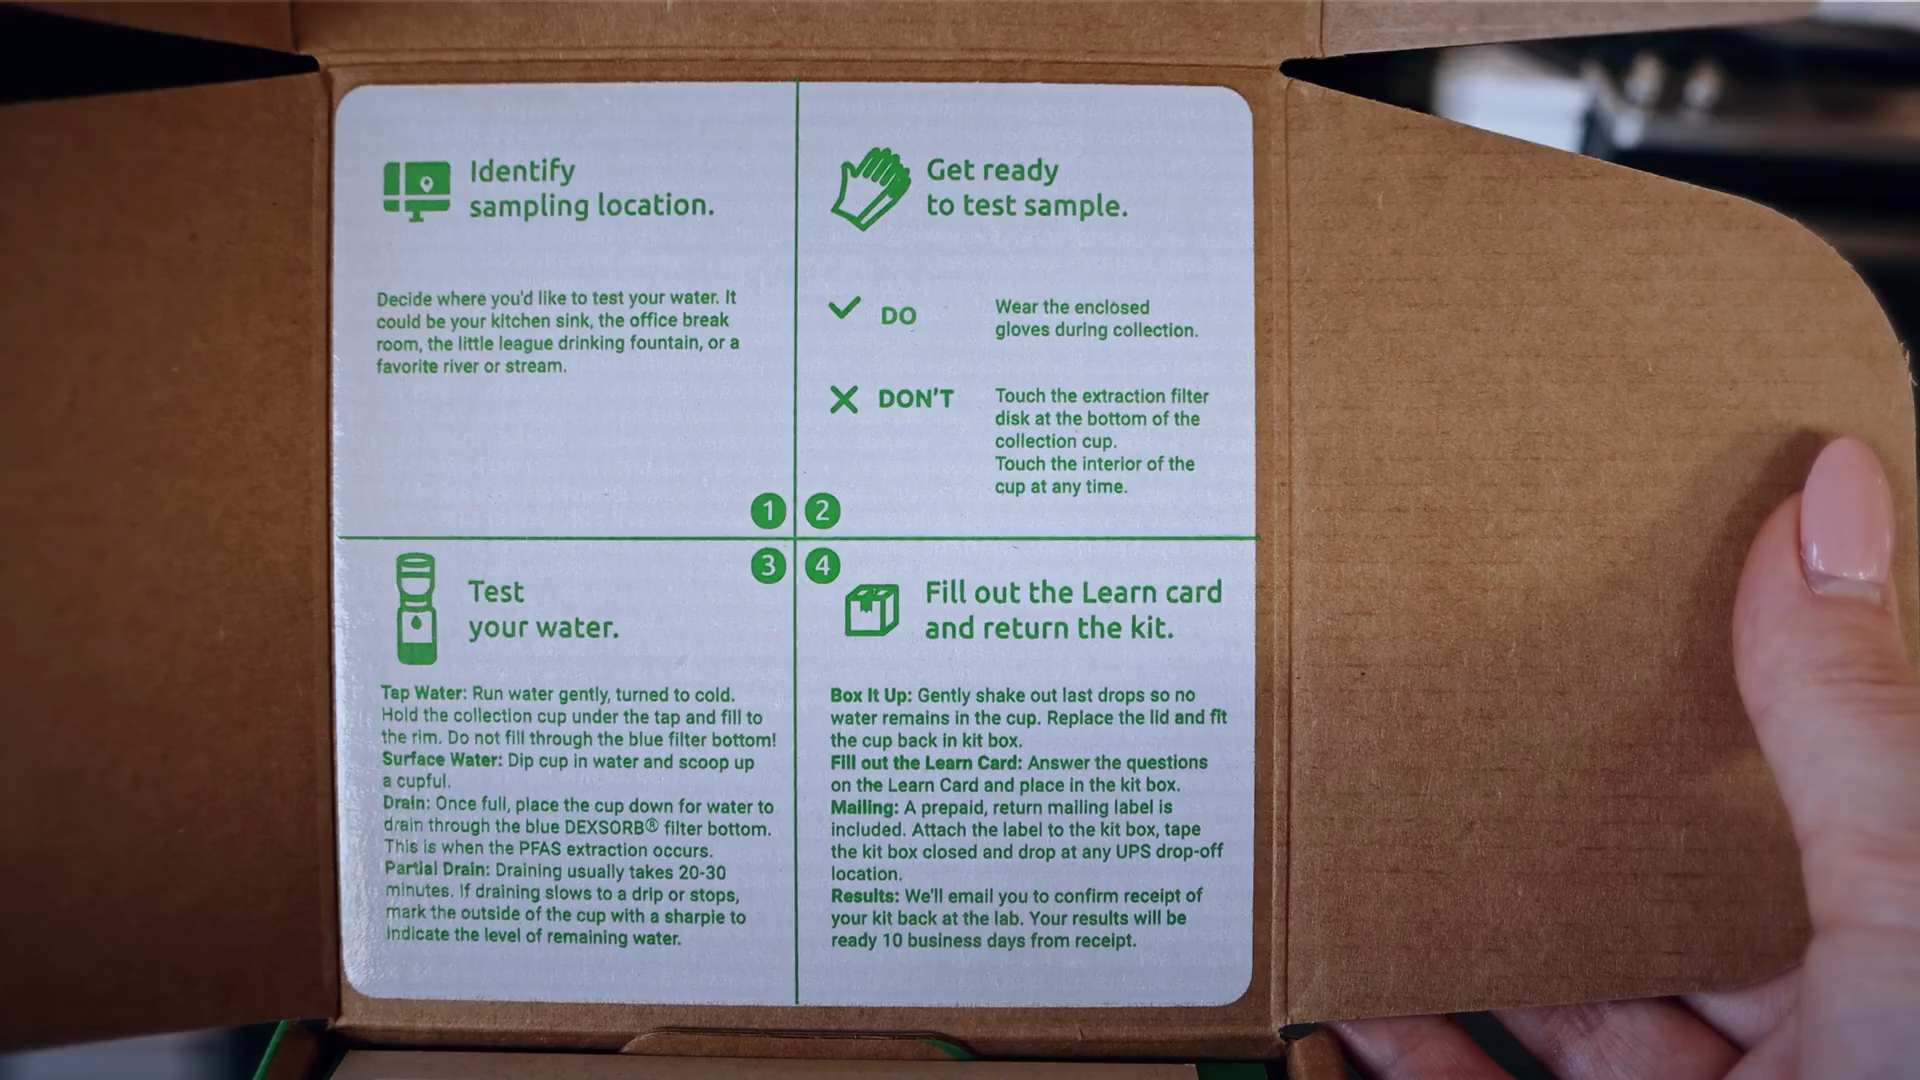 Identify
sampling location.
Decide where you'd like to test your water. It
could be your kitchen sink, the office break
room, the little league drinking fountain, or a
favorite river or stream.
1
Get ready
to test sample.
DO
Wear the enclosed
gloves during collection.
DON'T
Touch the extraction filter
disk at the bottom of the
collection cup.
Touch the interior of the
cup at any time.
2
3
Test
your water.
Tap Water: Run water gently, turned to cold.
Hold the collection cup under the tap and fill to
the rim. Do not fill through the blue filter bottom!
Surface Water: Dip cup in water and scoop up
a cupful.
Drain: Once full, place the cup down for water to
drain through the blue DEXSORB® filter bottom.
This is when the PFAS extraction occurs.
Partial Drain: Draining usually takes 20-30
minutes. If draining slows to a drip or stops,
mark the outside of the cup with a sharpie to
indicate the level of remaining water.
4
Fill out the Learn card
and return the kit.
Box It Up: Gently shake out last drops so no
water remains in the cup. Replace the lid and fit
the cup back in kit box.
Fill out the Learn Card: Answer the questions
on the Learn Card and place in the kit box.
Mailing: A prepaid, return mailing label is
included. Attach the label to the kit box, tape
the kit box closed and drop at any UPS drop-off
location.
Results: We'll email you to confirm receipt of
your kit back at the lab. Your results will be
ready 10 business days from receipt.